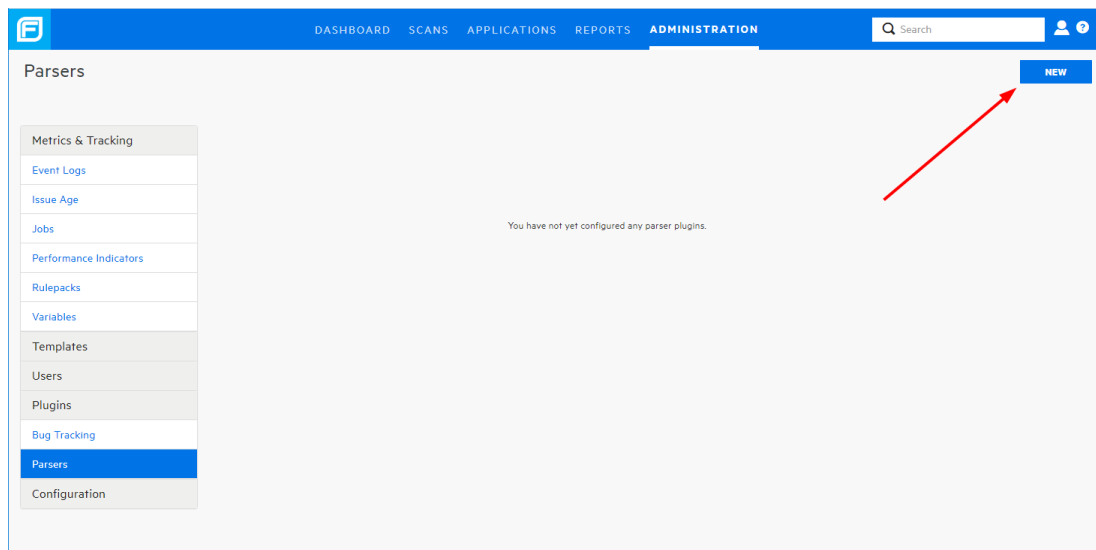 DASHBOARD SCANS APPLICATIONS REPORTS ADMINISTRATION Search ?
Parsers NEW
Metrics & Tracking
Event Logs
Issue Age
Jobs
You have not yet configured any parser plugins.
Performance Indicators
Rulepacks
Variables
Templates
Users
Plugins
Bug Tracking
Parsers
Configuration